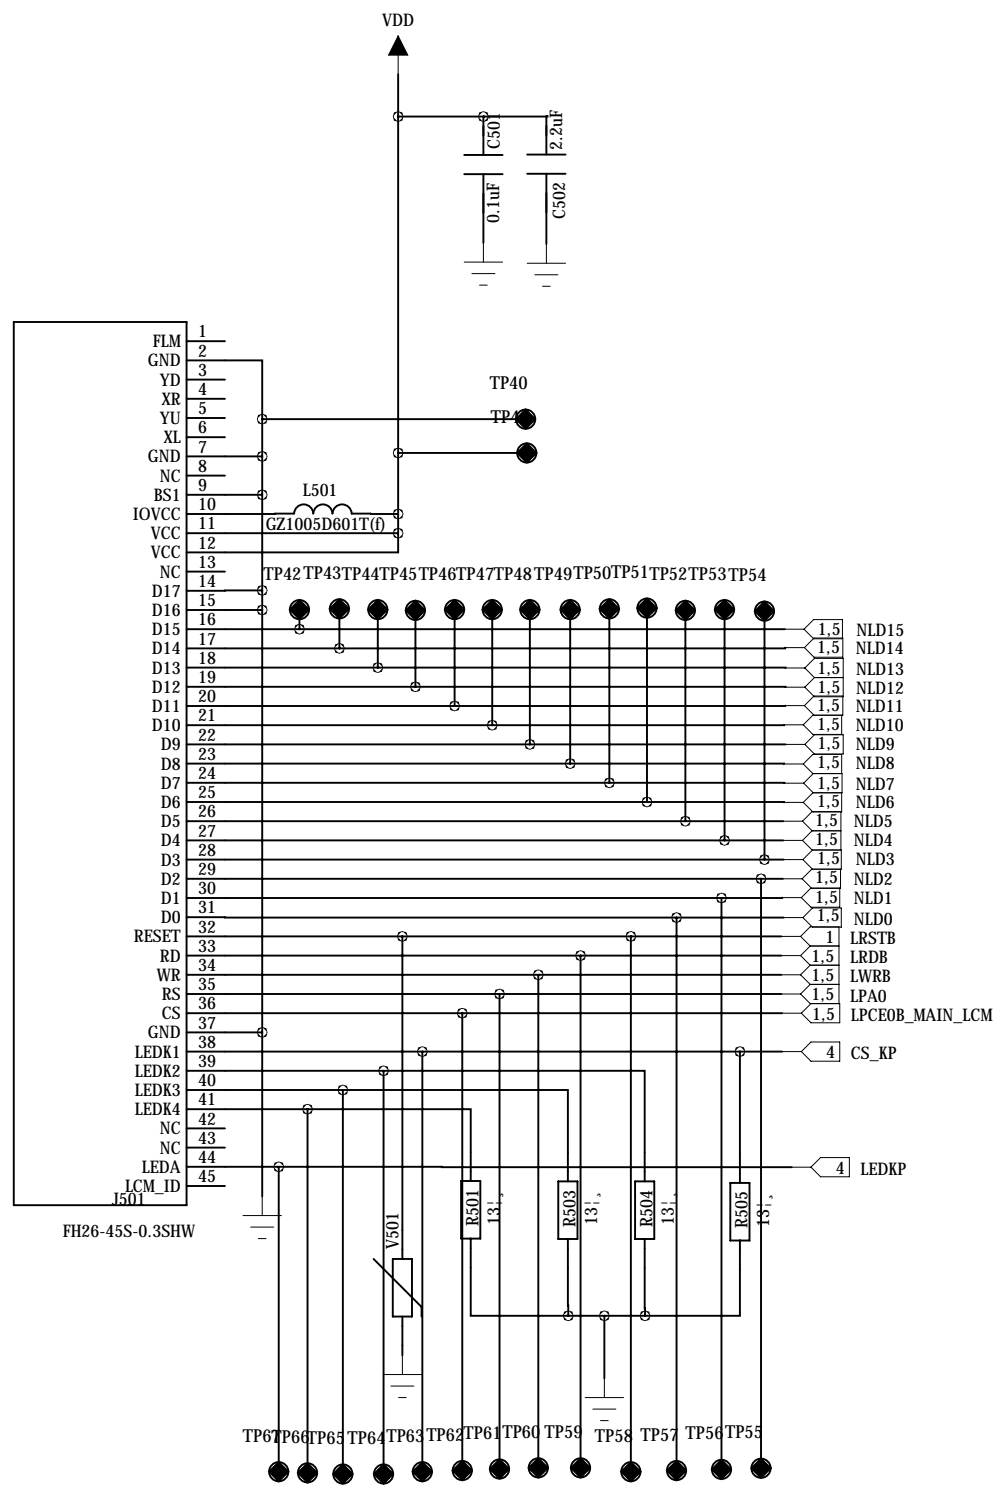 VDD
C501
0.1uF
2.2uF
C502
FLM 1
GND 2
YD 3
XR 4
YU 5
XL 6
GND 7
NC 8
BS1 9
IOVCC 10
VCC 11
VCC 12
NC 13
D17 14
D16 15
D15 16
D14 17
D13 18
D12 19
D11 20
D10 21
D9 22
D8 23
D7 24
D6 25
D5 26
D4 27
D3 28
D2 29
D1 30
D0 31
RESET 32
RD 33
WR 34
RS 35
CS 36
GND 37
LEDK1 38
LEDK2 39
LEDK3 40
LEDK4 41
NC 42
NC 43
LEDA 44
LCM_ID 45
J501
FH26-45S-0.3SHW
TP40
L501
GZ1005D601T(f)
TP42 TP43 TP44 TP45 TP46 TP47 TP48 TP49 TP50 TP51 TP52 TP53 TP54
1,5 NLD15
1,5 NLD14
1,5 NLD13
1,5 NLD12
1,5 NLD11
1,5 NLD10
1,5 NLD9
1,5 NLD8
1,5 NLD7
1,5 NLD6
1,5 NLD5
1,5 NLD4
1,5 NLD3
1,5 NLD2
1,5 NLD1
1,5 NLD0
1 LRSTB
1,5 LRDB
1,5 LWRB
1,5 LPA0
1,5 LPCE0B_MAIN_LCM
4 CS_KP
4 LEDKP
V501
R501
R503
R504
R505
TP67 TP66 TP65 TP64 TP63 TP62 TP61 TP60 TP59 TP58 TP57 TP56 TP55